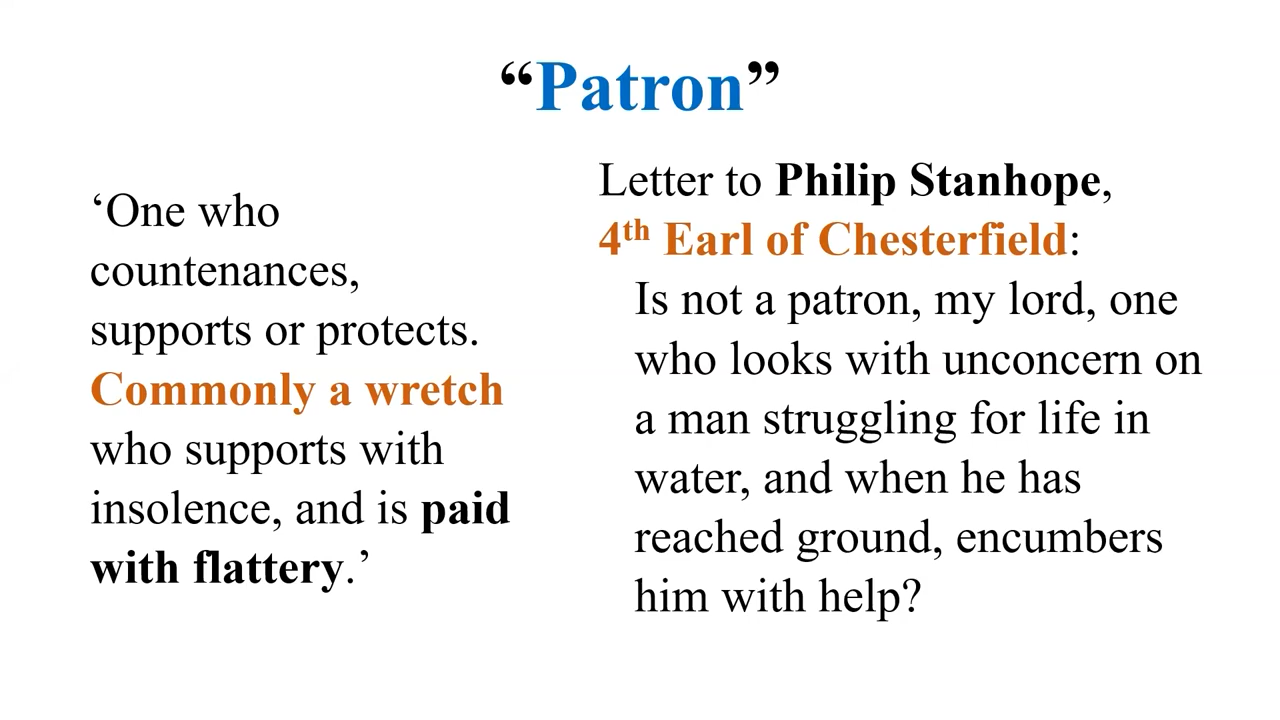 “Patron”
‘One who
countenances,
supports or protects.
Commonly a wretch
who supports with
insolence, and is paid
with flattery.’
Letter to Philip Stanhope,
4th Earl of Chesterfield:
Is not a patron, my lord, one
who looks with unconcern on
a man struggling for life in
water, and when he has
reached ground, encumbers
him with help?